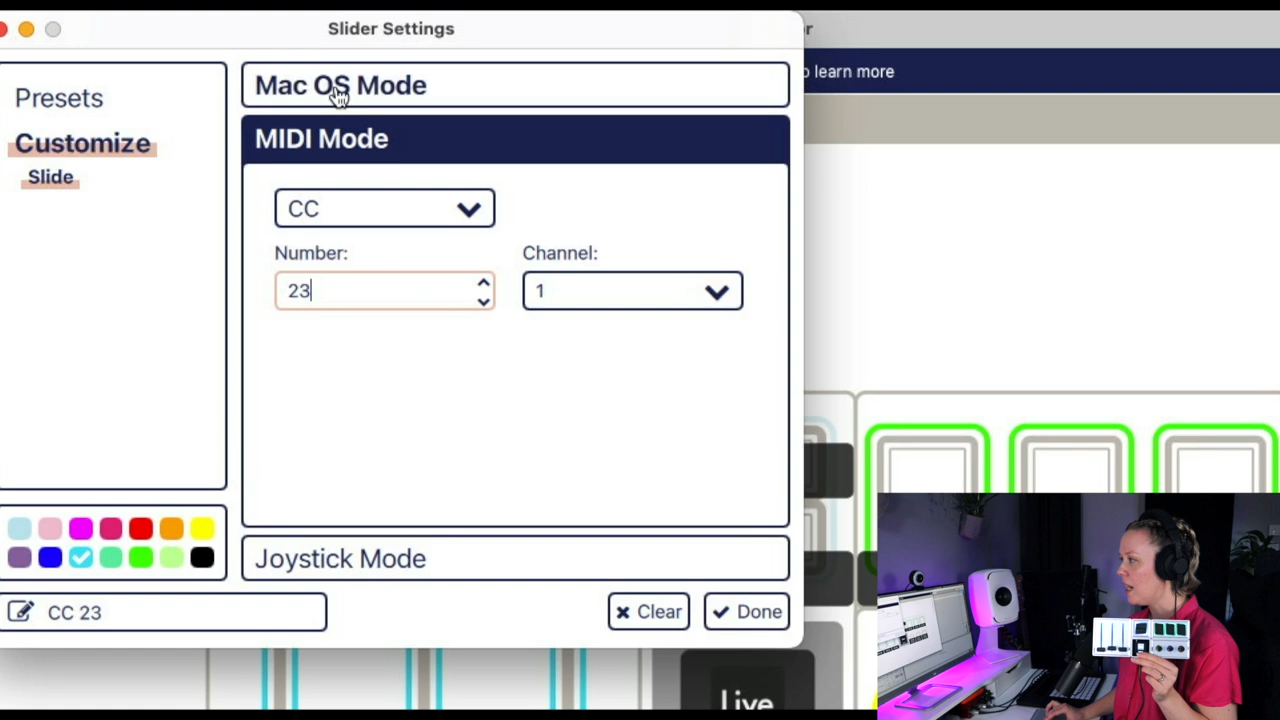 Slider Settings
r
o learn more
Presets
Customize
Slide
Mac OS Mode
MIDI Mode
CC
Number:
Channel:
23
1
Joystick Mode
CC 23
Clear
Done
Live